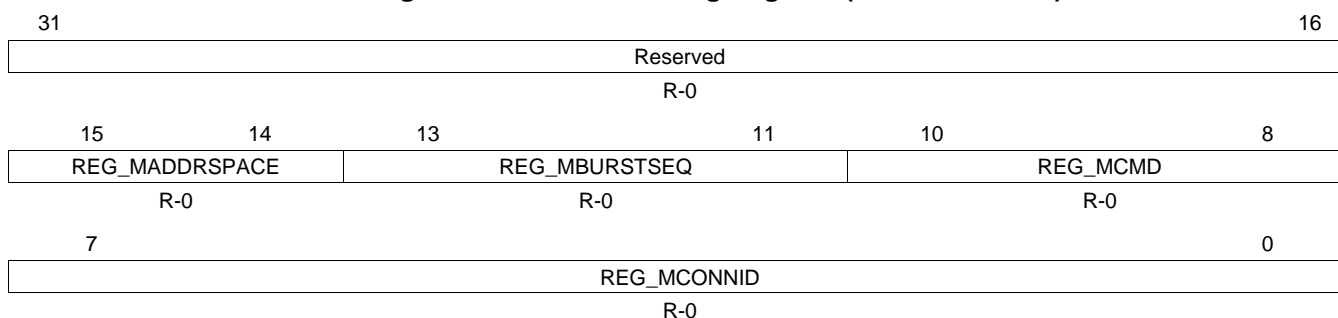 31 16
Reserved
R-0
15 14 13 11 10 8
REG_MADDRSPACE REG_MBURSTSEQ REG_MCMD
R-0 R-0 R-0
7 0
REG_MCONNID
R-0